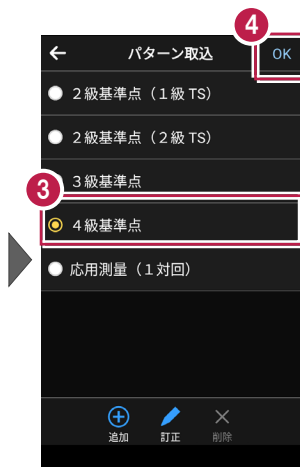 4
← パターン取込 OK
2級基準点（1級 TS）
2級基準点（2級 TS）
3
3級基準点
4級基準点
応用測量（1対回）
追加 訂正 削除